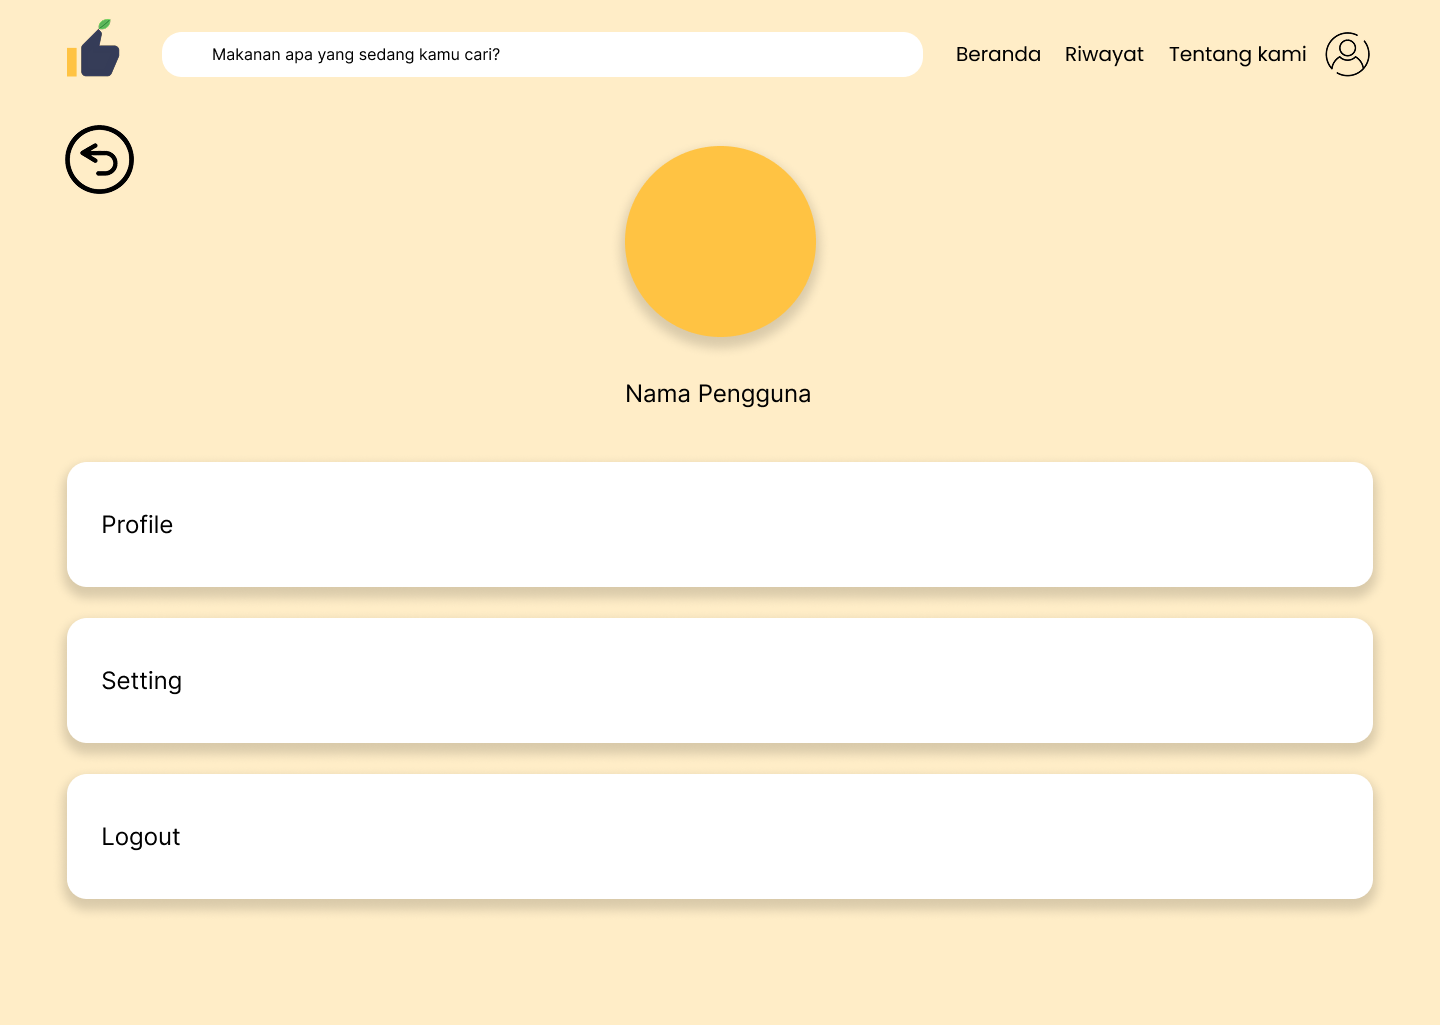 Makanan apa yang sedang kamu cari?
Beranda
Riwayat
Tentang kami
Nama Pengguna
Profile
Setting
Logout